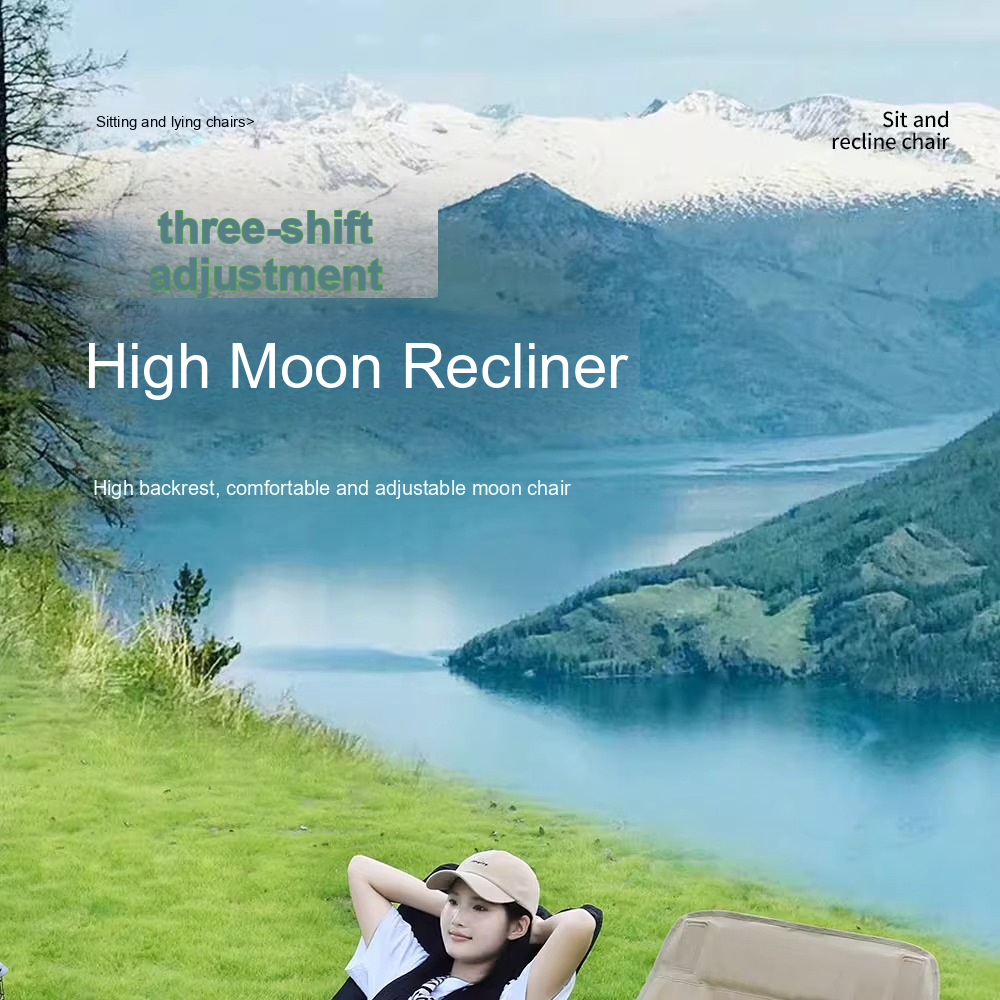 Sitting and lying chairs>
Sit and
recline chair
three-shift
adjustment
High Moon Recliner
High backrest, comfortable and adjustable moon chair